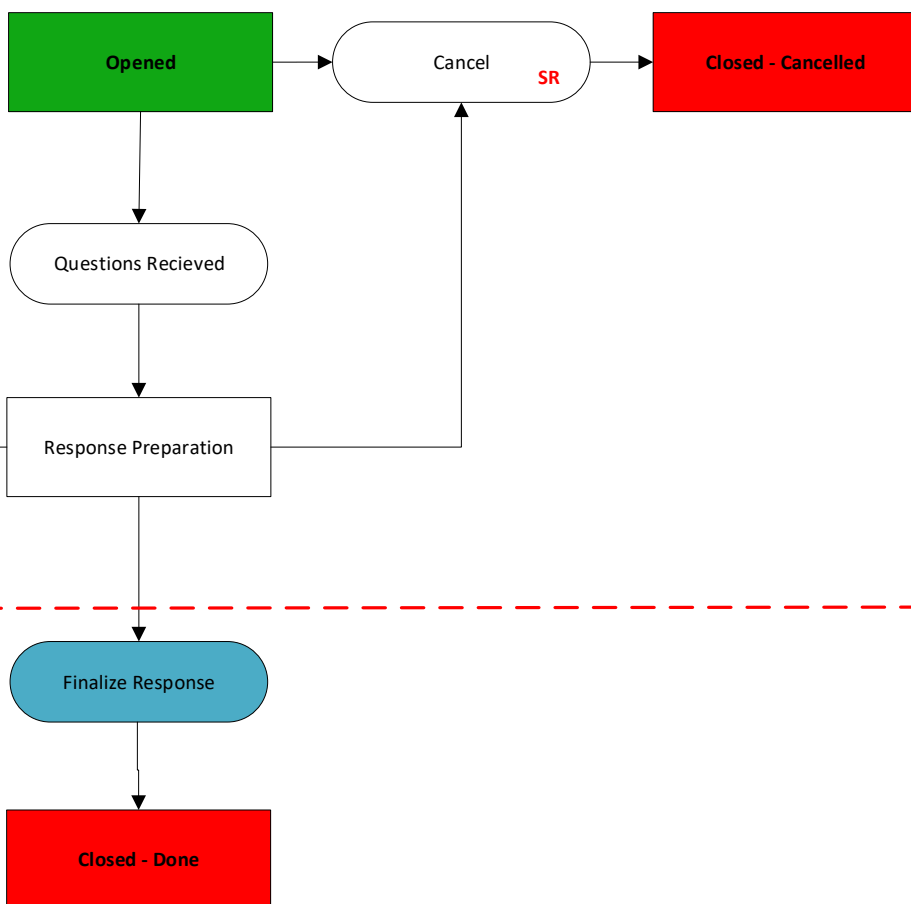 Opened
Cancel
SR
Closed - Cancelled
Questions Recieved
Response Preparation
Finalize Response
Closed - Done